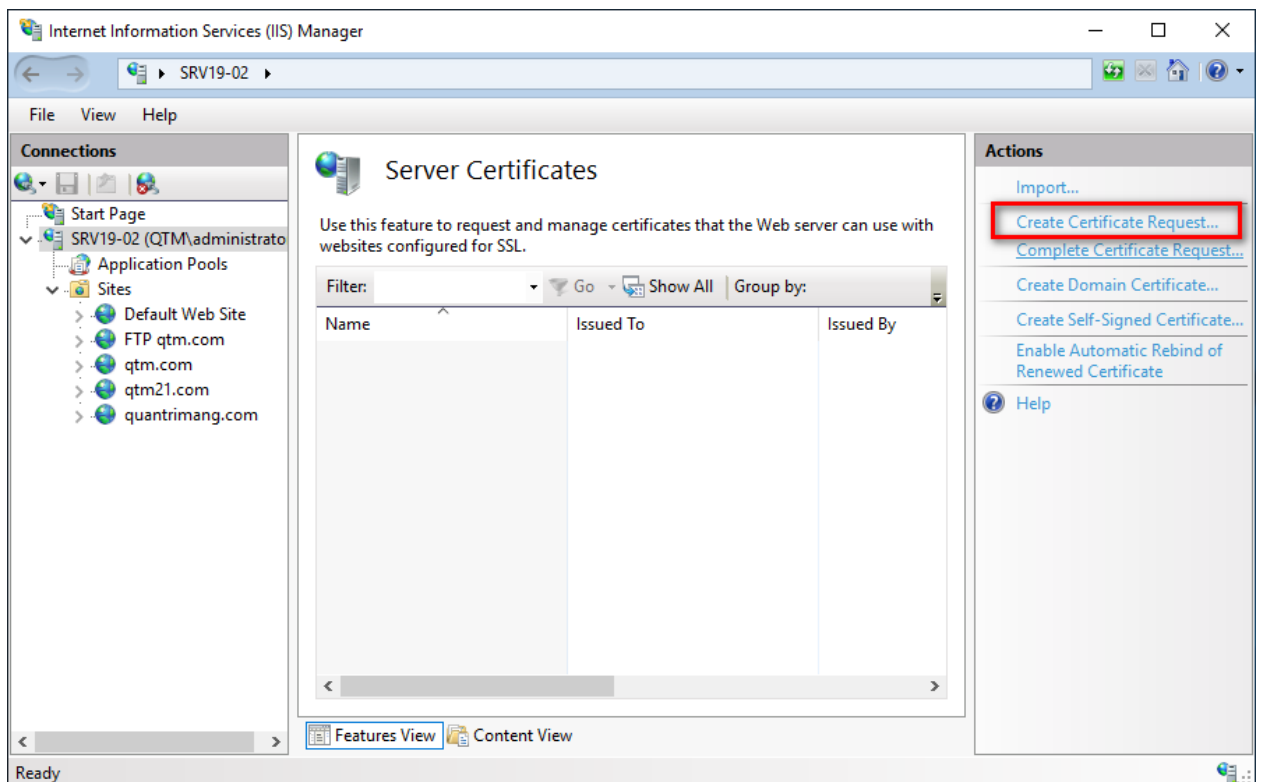 Internet Information Services (IIS) Manager
SRV19-02
File View Help
Connections
Start Page
SRV19-02 (QTM\administrato
Application Pools
Sites
Default Web Site
FTP qtm.com
qtm.com
qtm21.com
quantrimang.com
Server Certificates
Use this feature to request and manage certificates that the Web server can use with
websites configured for SSL.
Filter: Go Show All Group by:
Name Issued To Issued By
Features View Content View
Actions
Import...
Create Certificate Request...
Complete Certificate Request...
Create Domain Certificate...
Create Self-Signed Certificate...
Enable Automatic Rebind of
Renewed Certificate
Help
Ready